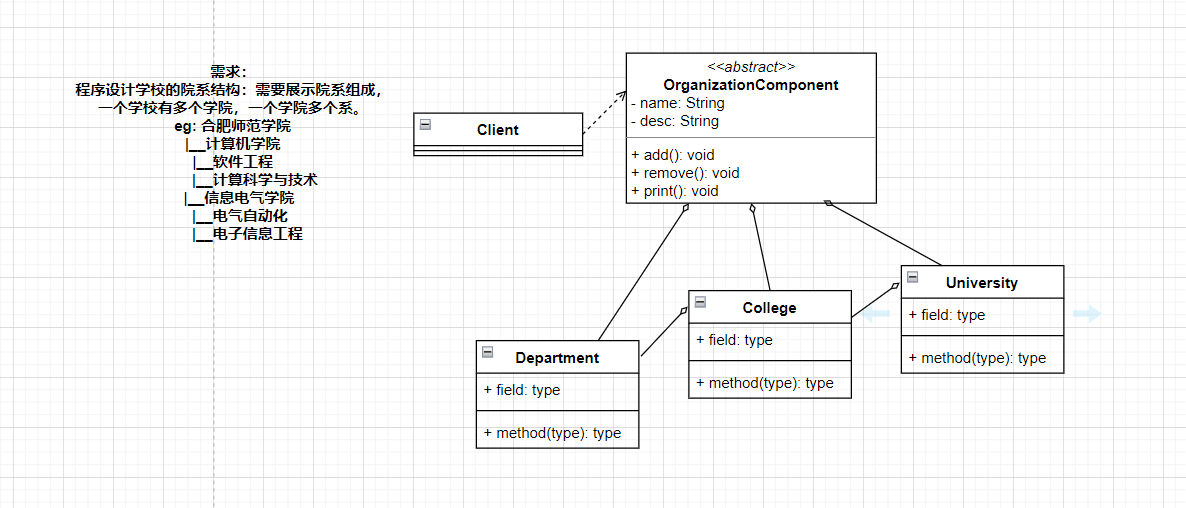 需求：
程序设计学校的院系结构：需要展示院系组成，
一个学校有多个学院，一个学院多个系。
eg: 合肥师范学院
|__计算机学院
|__软件工程
|__计算科学与技术
|__信息电气学院
|__电气自动化
|__电子信息工程
Client
<<abstract>>
OrganizationComponent
- name: String
- desc: String
+ add(): void
+ remove(): void
+ print(): void
Department
+ field: type
+ method(type): type
College
+ field: type
+ method(type): type
University
+ field: type
+ method(type): type